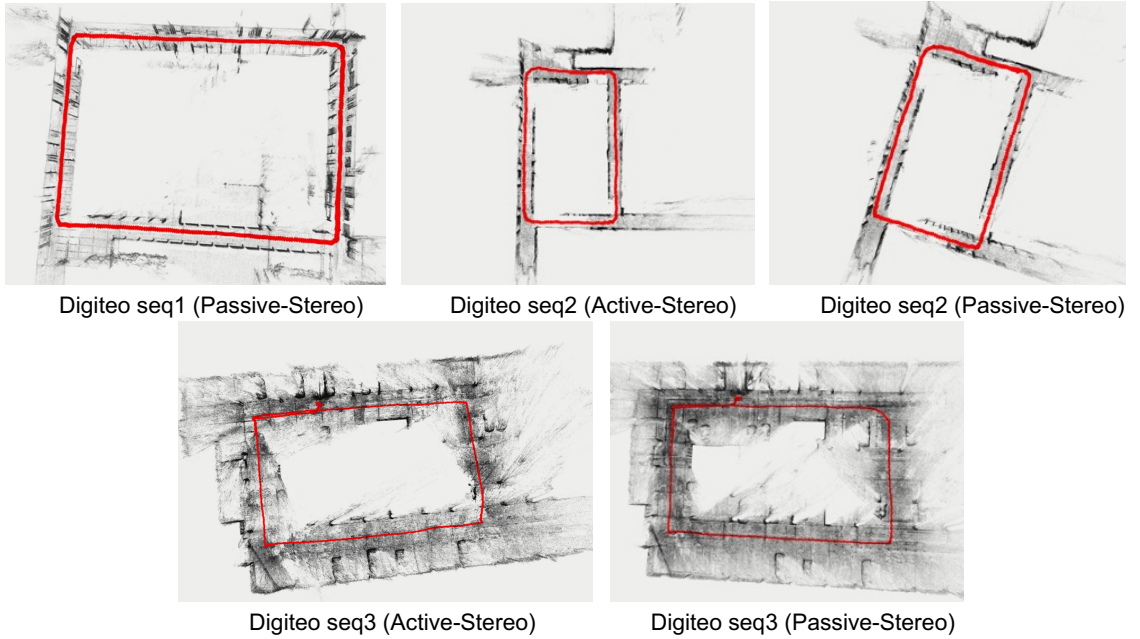 Digiteo seq1 (Passive-Stereo)
Digiteo seq2 (Active-Stereo)
Digiteo seq2 (Passive-Stereo)
Digiteo seq3 (Active-Stereo)
Digiteo seq3 (Passive-Stereo)